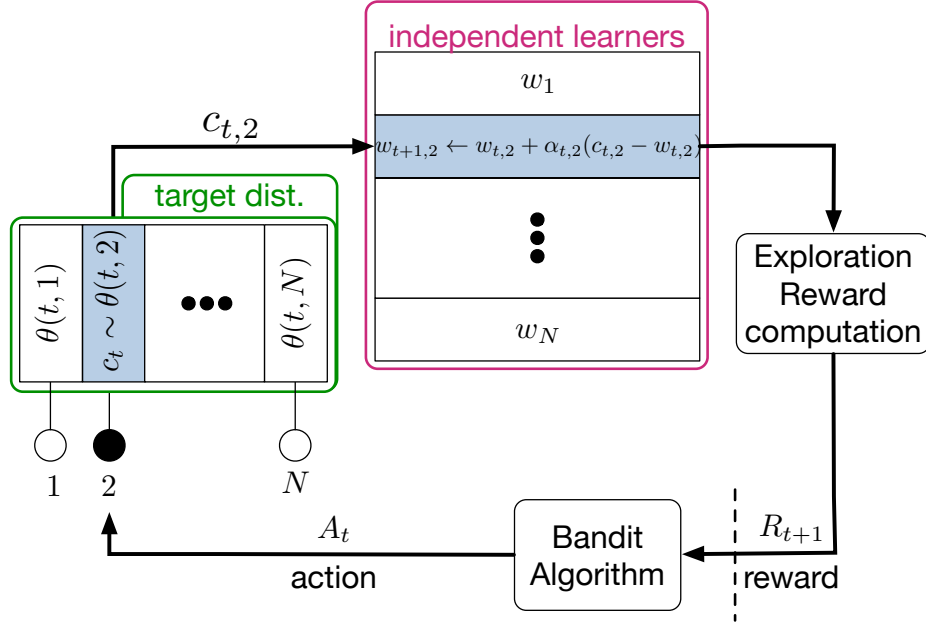 independent learners
w_1
c_{t,2}
w_{t+1,2} ← w_{t,2} + α_{t,2}(c_{t,2} − w_{t,2})
target dist.
θ(t, 1)
c_t ∼ θ(t, 2)
θ(t, N)
w_N
Exploration
Reward
computation
1
2
N
A_t
action
Bandit
Algorithm
R_{t+1}
reward